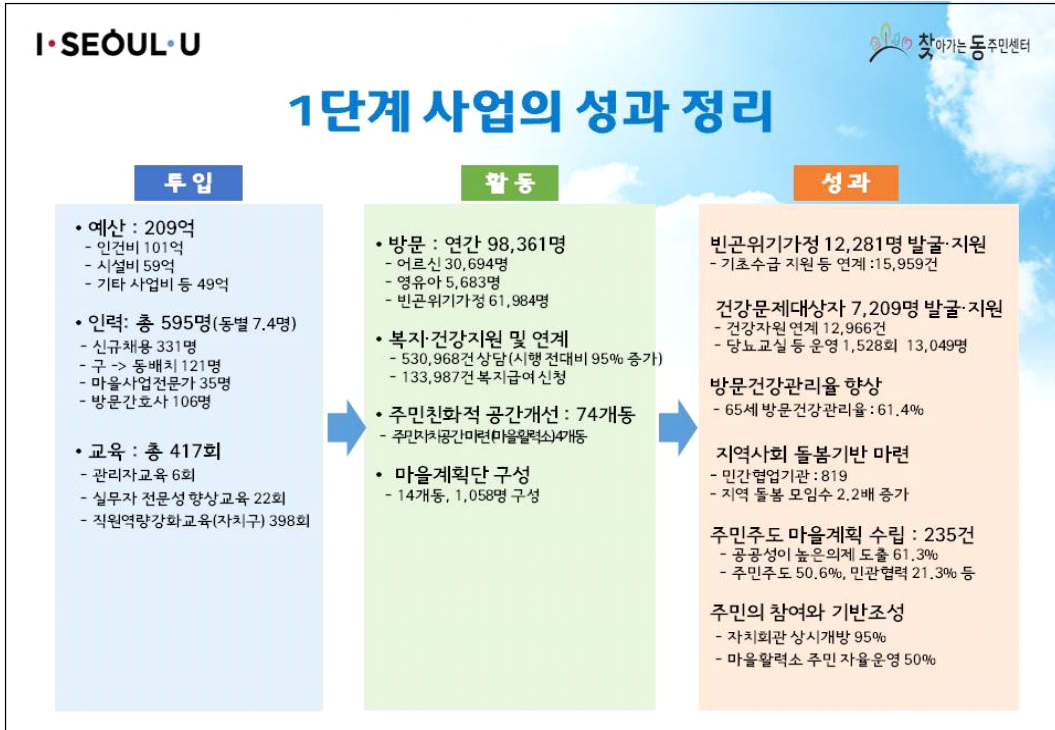 I·SEOUL·U
찾아가는 동주민센터
1단계 사업의 성과 정리
투입
• 예산 : 209억
- 인건비 101억
- 시설비 59억
- 기타 사업비 등 49억
• 인력: 총 595명(동별 7.4명)
- 신규채용 331명
- 구 -> 동배치 121명
- 마을사업전문가 35명
- 방문간호사 106명
• 교육 : 총 417회
- 관리자교육 6회
- 실무자 전문성 향상교육 22회
- 직원역량강화교육(자치구) 398회
활동
• 방문 : 연간 98,361명
- 어르신 30,694명
- 영유아 5,683명
- 빈곤위기가정 61,984명
• 복지·건강지원 및 연계
- 530,968건 상담(시행 전대비 95% 증가)
- 133,987건 복지급여 신청
• 주민친화적 공간개선 : 74개동
- 주민자치공간 마련(마을활력소)4개동
• 마을계획단 구성
- 14개동, 1,058명 구성
성과
빈곤위기가정 12,281명 발굴·지원
- 기초수급 지원 등 연계 :15,959건
건강문제대상자 7,209명 발굴·지원
- 건강자원 연계 12,966건
- 당뇨교실 등 운영 1,528회 13,049명
방문건강관리율 향상
- 65세 방문건강관리율 : 61.4%
지역사회 돌봄기반 마련
- 민간협업기관 : 819
- 지역 돌봄 모임수 2.2배 증가
주민주도 마을계획 수립 : 235건
- 공공성이 높은의제 도출 61.3%
- 주민주도 50.6%, 민관협력 21.3% 등
주민의 참여와 기반조성
- 자치회관 상시개방 95%
- 마을활력소 주민 자율운영 50%